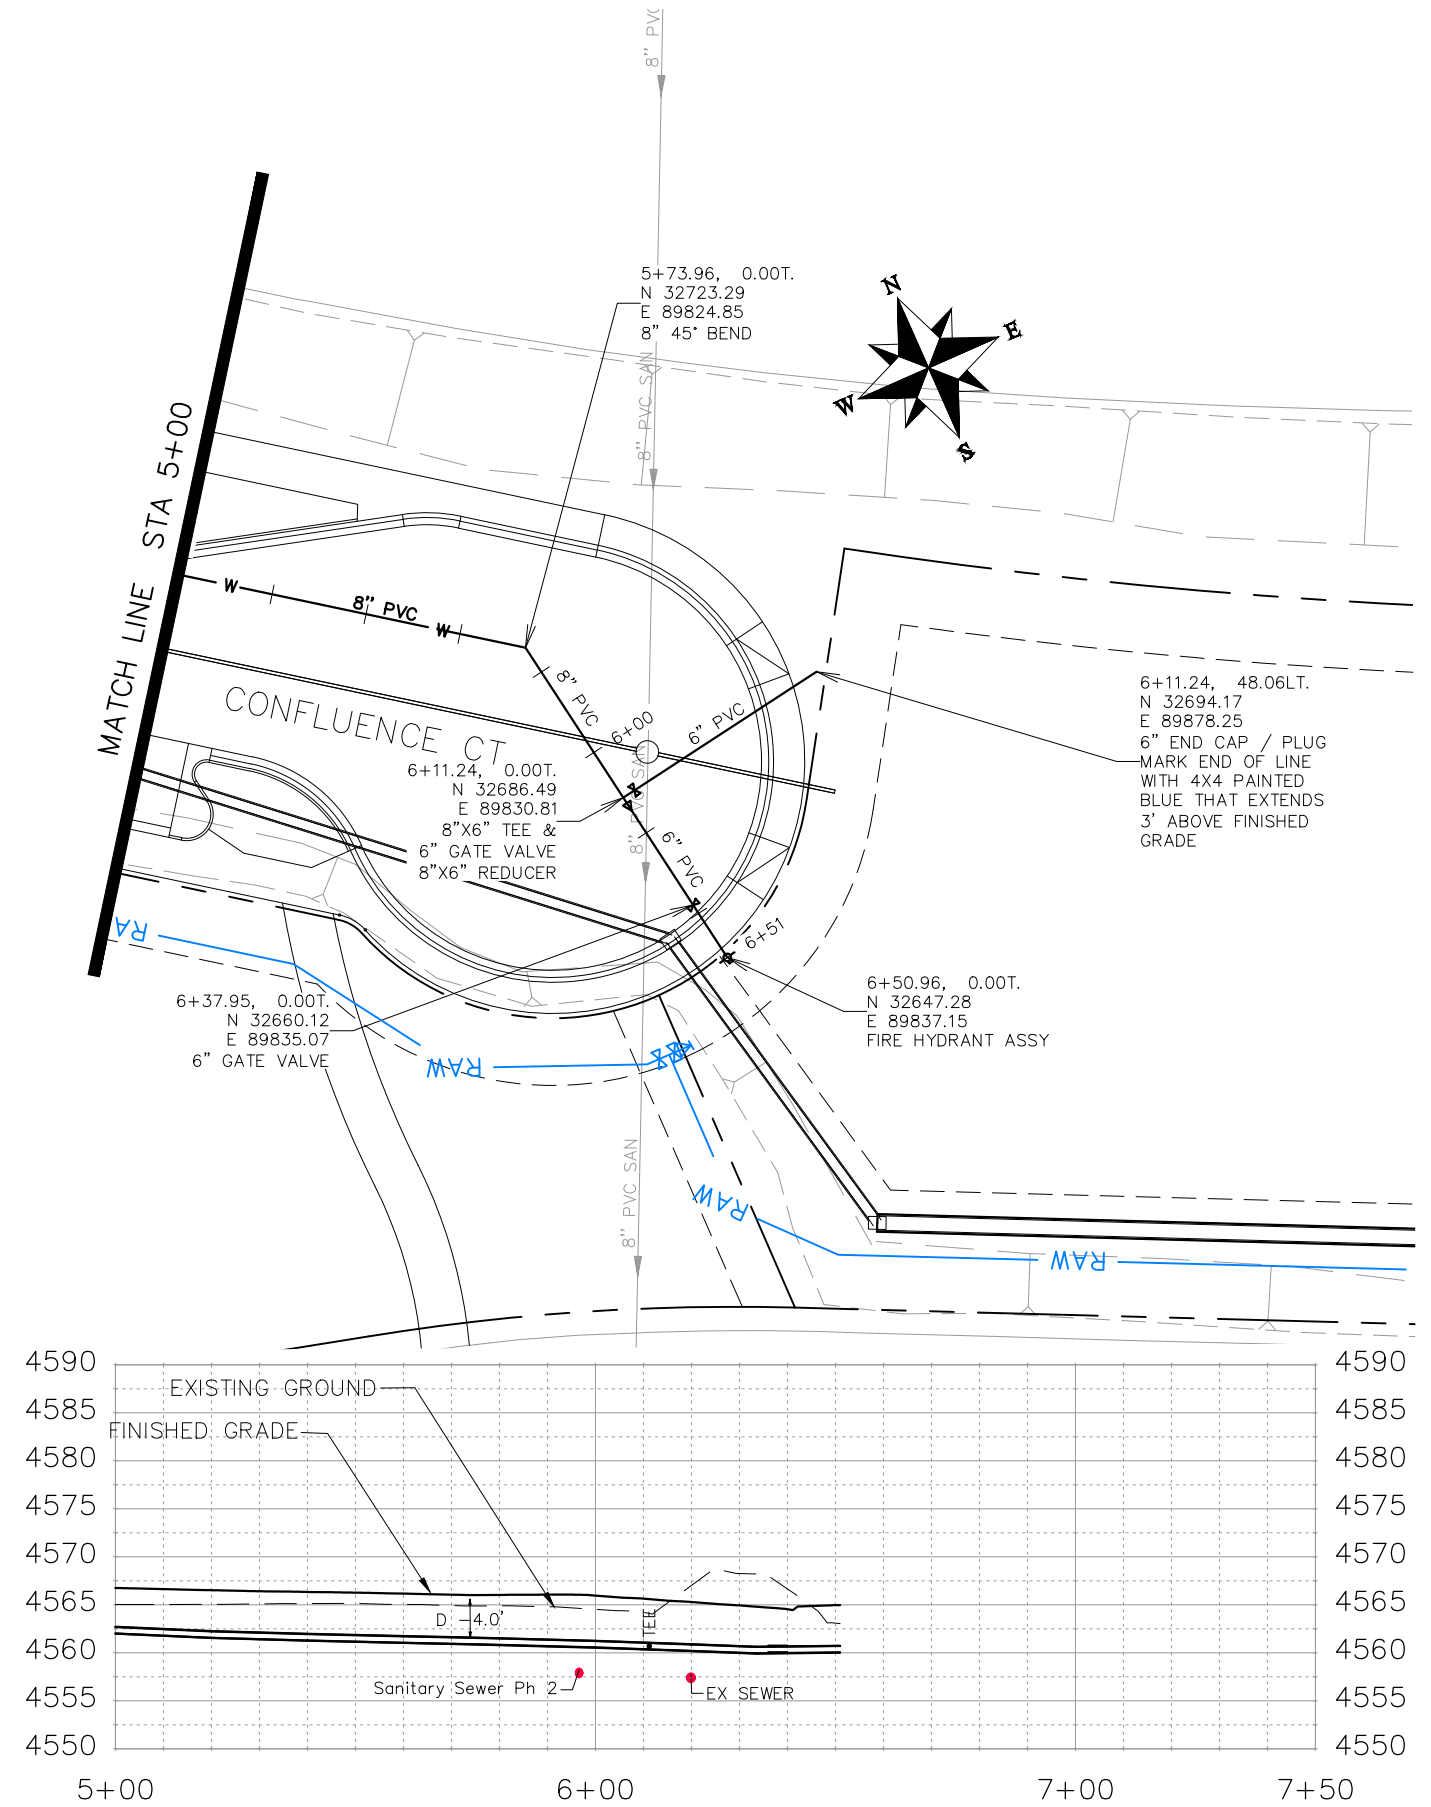 8" PVC
5+73.96, 0.00T.
N 32723.29
E 89824.85
8" 45° BEND
8" PVC SAN
8" PVC SAN
N
E
W
S
MATCH LINE STA 5+00
W
8" PVC
W
8" PVC
6+00
6" PVC
CONFLUENCE CT
6+11.24, 48.06LT.
N 32694.17
E 89878.25
6" END CAP / PLUG
MARK END OF LINE
WITH 4X4 PAINTED
BLUE THAT EXTENDS
3' ABOVE FINISHED
GRADE
6+11.24, 0.00T.
N 32686.49
E 89830.81
8"X6" TEE &
6" GATE VALVE
8"X6" REDUCER
8" PVC SAN
6" PVC
6+51
RA
6+37.95, 0.00T.
N 32660.12
E 89835.07
6" GATE VALVE
6+50.96, 0.00T.
N 32647.28
E 89837.15
FIRE HYDRANT ASSY
RAW
8" PVC SAN
RAW
RAW
4590
4590
EXISTING GROUND
4585
4585
FINISHED GRADE
4580
4580
4575
4575
4570
4570
4565
4565
D -4.0'
TEE
4560
4560
Sanitary Sewer Ph 2
EX SEWER
4555
4555
4550
4550
5+00
6+00
7+00
7+50